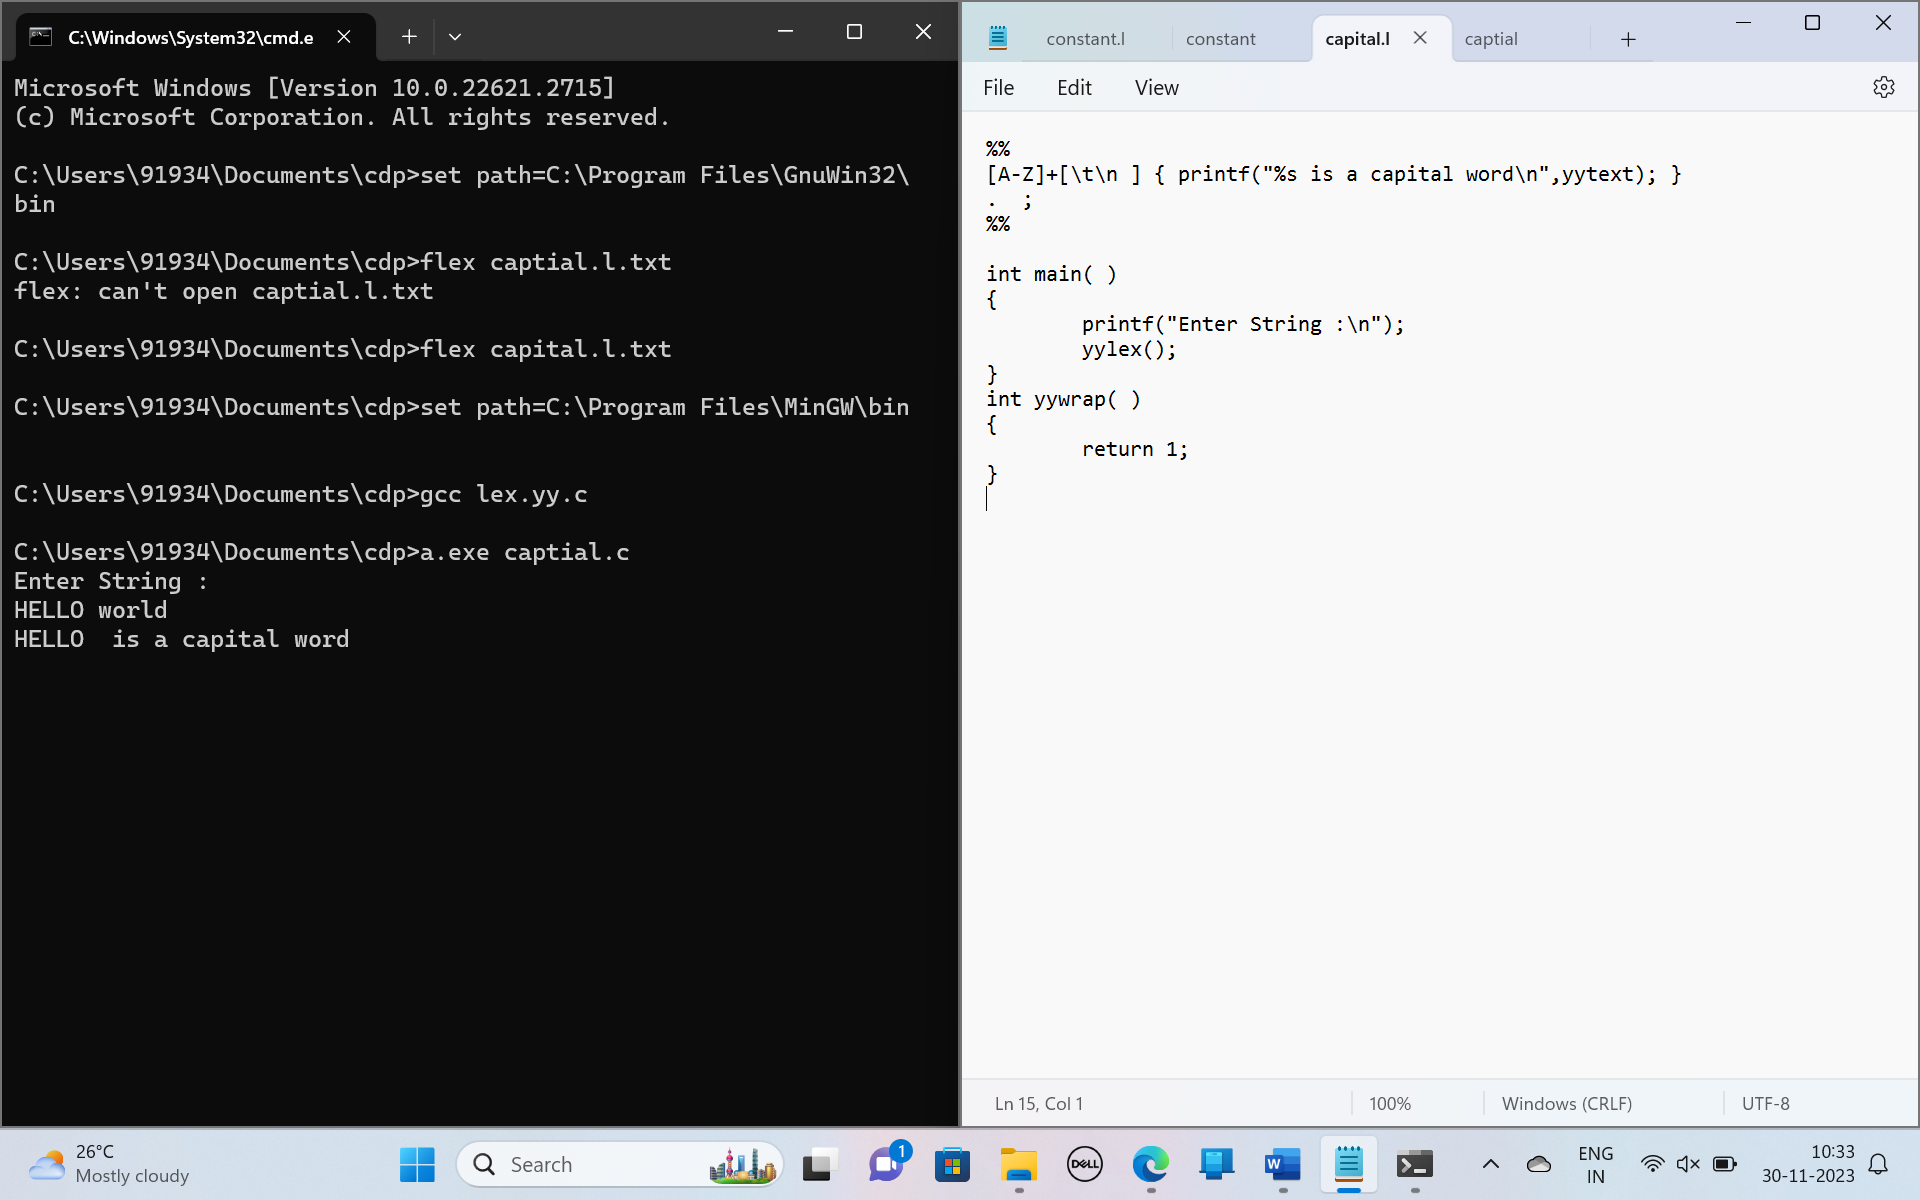 C:\Windows\System32\cmd.e
Microsoft Windows [Version 10.0.22621.2715]
(c) Microsoft Corporation. All rights reserved.
C:\Users\91934\Documents\cdp>set path=C:\Program Files\GnuWin32\
bin
C:\Users\91934\Documents\cdp>flex captial.l.txt
flex: can't open captial.l.txt
C:\Users\91934\Documents\cdp>flex capital.l.txt
C:\Users\91934\Documents\cdp>set path=C:\Program Files\MinGW\bin
C:\Users\91934\Documents\cdp>gcc lex.yy.c
C:\Users\91934\Documents\cdp>a.exe captial.c
Enter String :
HELLO world
HELLO  is a capital word
constant.l constant capital.l captial
File Edit View
%%
[A-Z]+[\t\n ] { printf("%s is a capital word\n",yytext); }
.  ;
%%
int main( )
{
        printf("Enter String :\n");
        yylex();
}
int yywrap( )
{
        return 1;
}
Ln 15, Col 1 100% Windows (CRLF) UTF-8
26°C
Mostly cloudy
Search
1
DELL
W
ENG
IN
10:33
30-11-2023